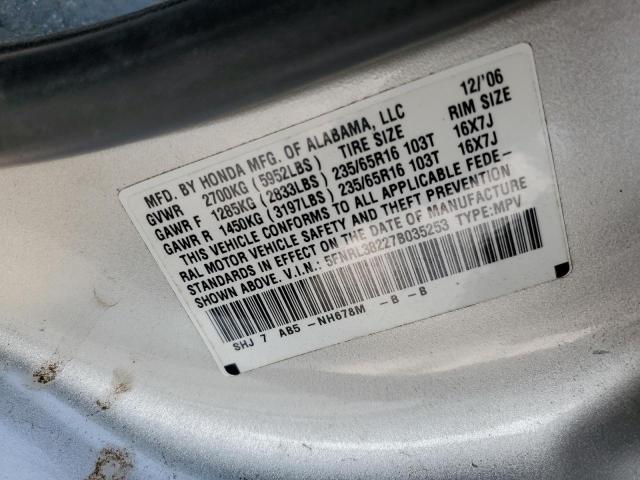 MFD. BY HONDA MFG. OF ALABAMA, LLC 12/'06
GVWR 2700KG (5952LBS) TIRE SIZE RIM SIZE
GAWR F 1285KG (2833LBS) 235/65R16 103T 16X7J
GAWR R 1450KG (3197LBS) 235/65R16 103T 16X7J
THIS VEHICLE CONFORMS TO ALL APPLICABLE FEDE-
RAL MOTOR VEHICLE SAFETY AND THEFT PREVENTION
STANDARDS IN EFFECT ON THE DATE OF MANUFACTURE
SHOWN ABOVE. V.I.N.: 5FNRL38227B035253 TYPE:MPV
SHJ 7 AB5 -NH678M -B -B